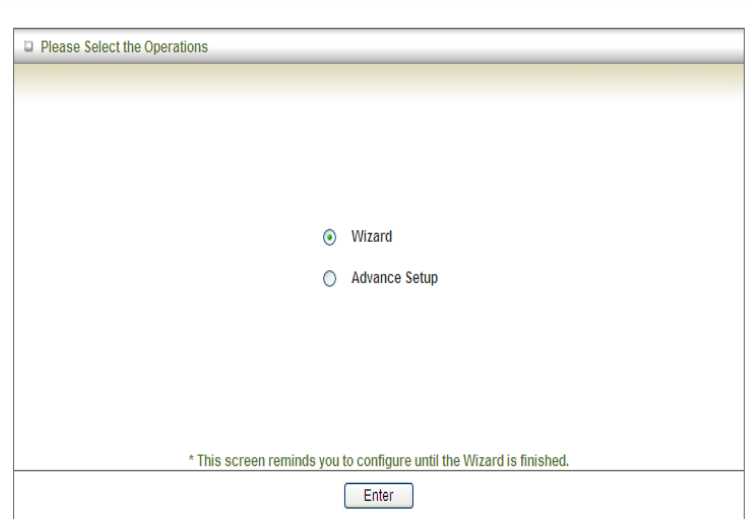 Please Select the Operations
Wizard
Advance Setup
* This screen reminds you to configure until the Wizard is finished.
Enter